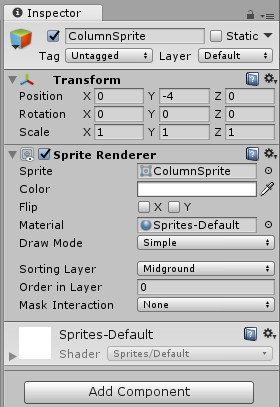 Inspector
ColumnSprite Static
Tag Untagged Layer Default
Transform
Position X 0 Y -4 Z 0
Rotation X 0 Y 0 Z 0
Scale X 1 Y 1 Z 1
Sprite Renderer
Sprite ColumnSprite
Color
Flip X Y
Material Sprites-Default
Draw Mode Simple
Sorting Layer Midground
Order in Layer 0
Mask Interaction None
Sprites-Default
Shader Sprites/Default
Add Component